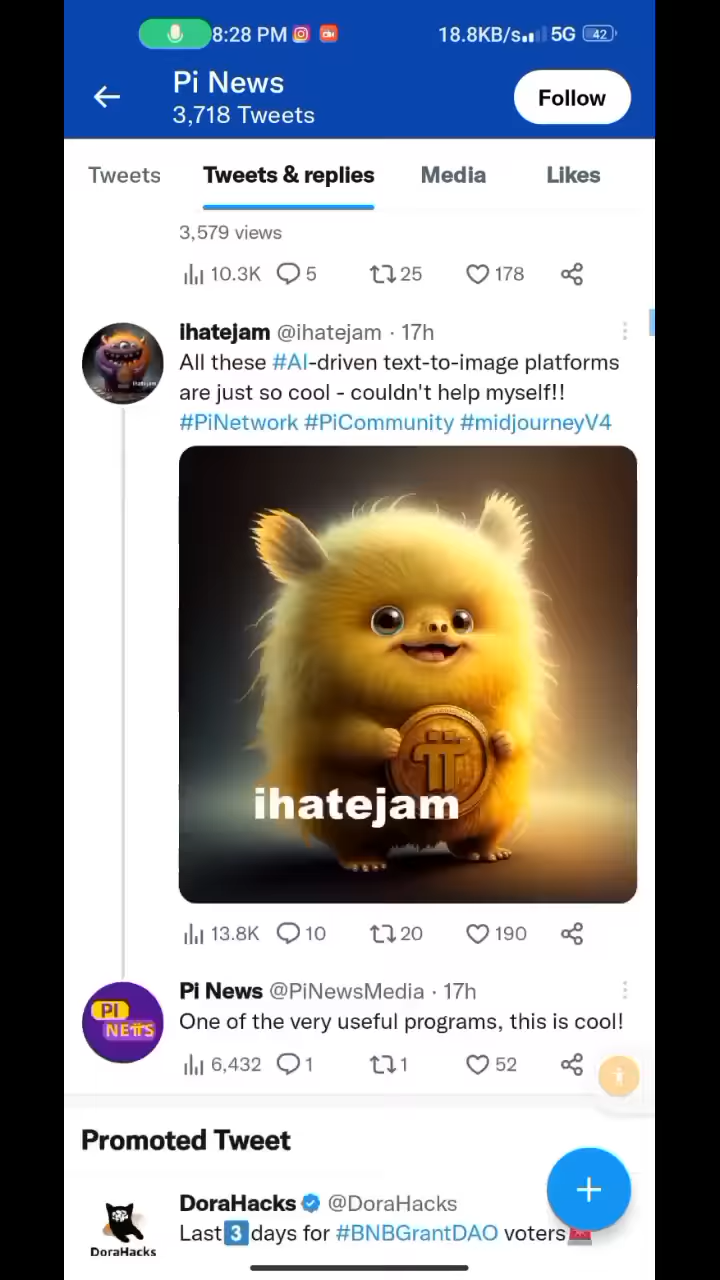 8:28 PM 18.8KB/s 5G 42
Pi News
3,718 Tweets
Follow
Tweets Tweets & replies Media Likes
3,579 views
10.3K 5 25 178
ihatejam @ihatejam · 17h
All these #AI-driven text-to-image platforms
are just so cool - couldn't help myself!!
#PiNetwork #PiCommunity #midjourneyV4
ihatejam
13.8K 10 20 190
PI
NEWS
Pi News @PiNewsMedia · 17h
One of the very useful programs, this is cool!
6,432 1 1 52
Promoted Tweet
DoraHacks @DoraHacks
Last 3 days for #BNBGrantDAO voters
DoraHacks